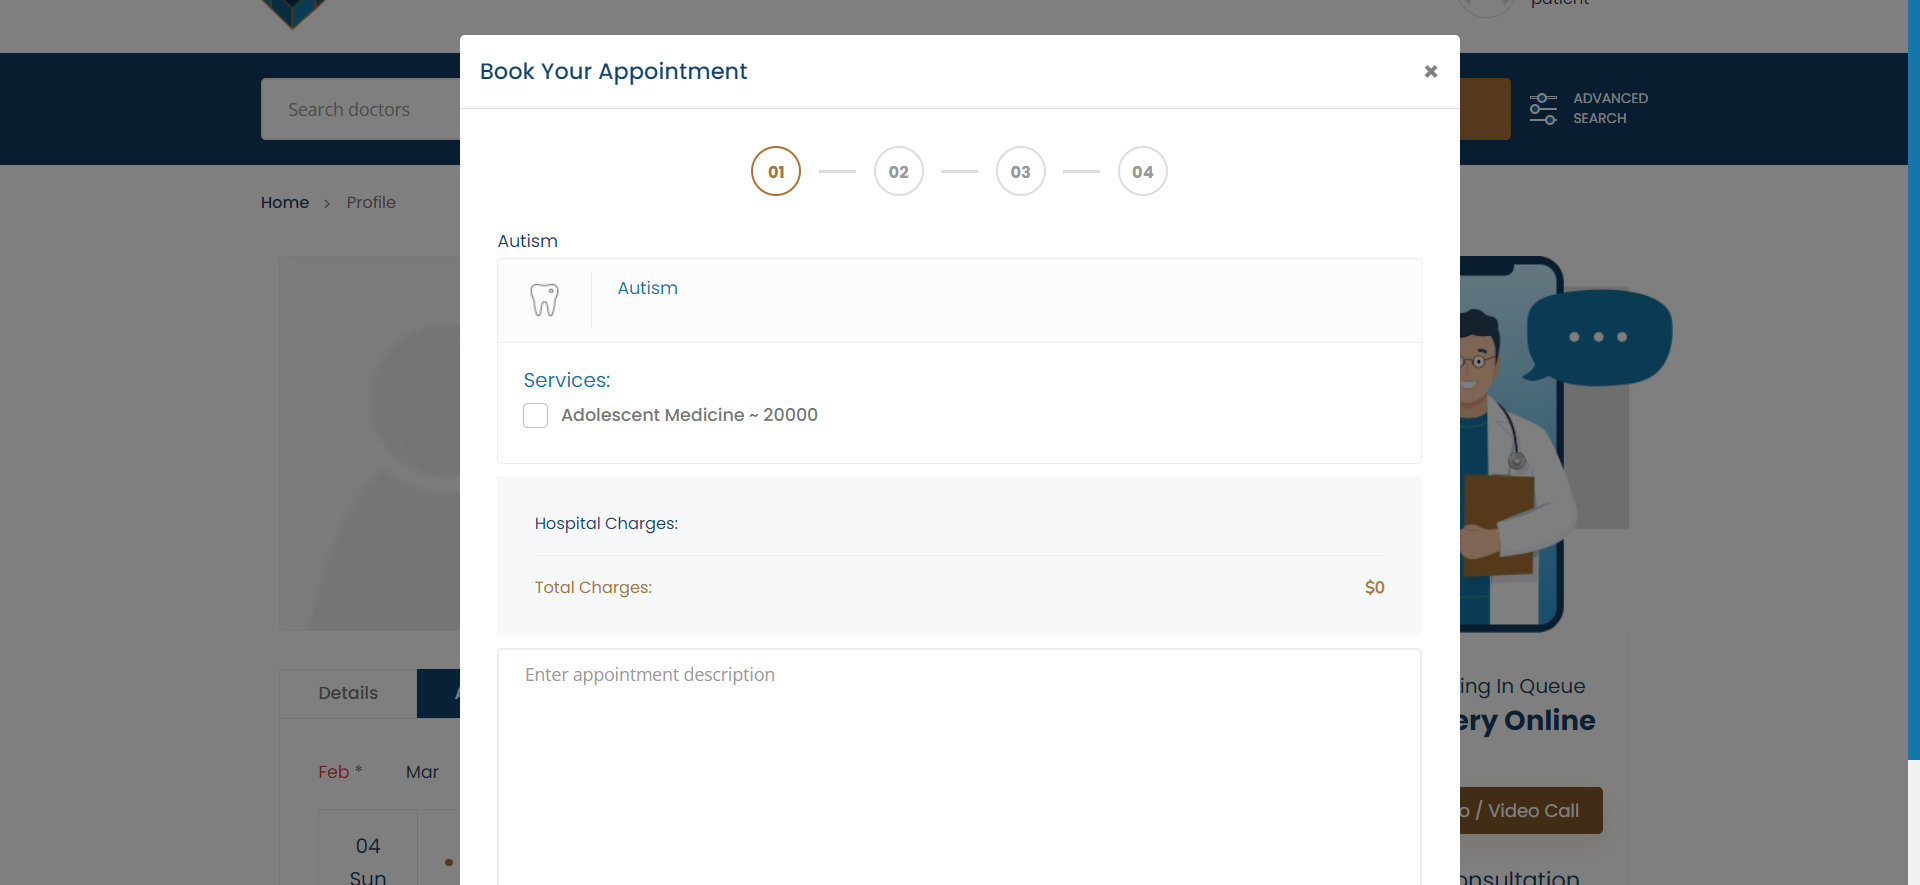 patient
Book Your Appointment
Search doctors
ADVANCED
SEARCH
01
02
03
04
Home
Profile
Autism
Autism
Services:
Adolescent Medicine ~ 20000
Hospital Charges:
Total Charges:
$0
Enter appointment description
Details
ing In Queue
ery Online
Feb *
Mar
o / Video Call
04
Sun
onsultation